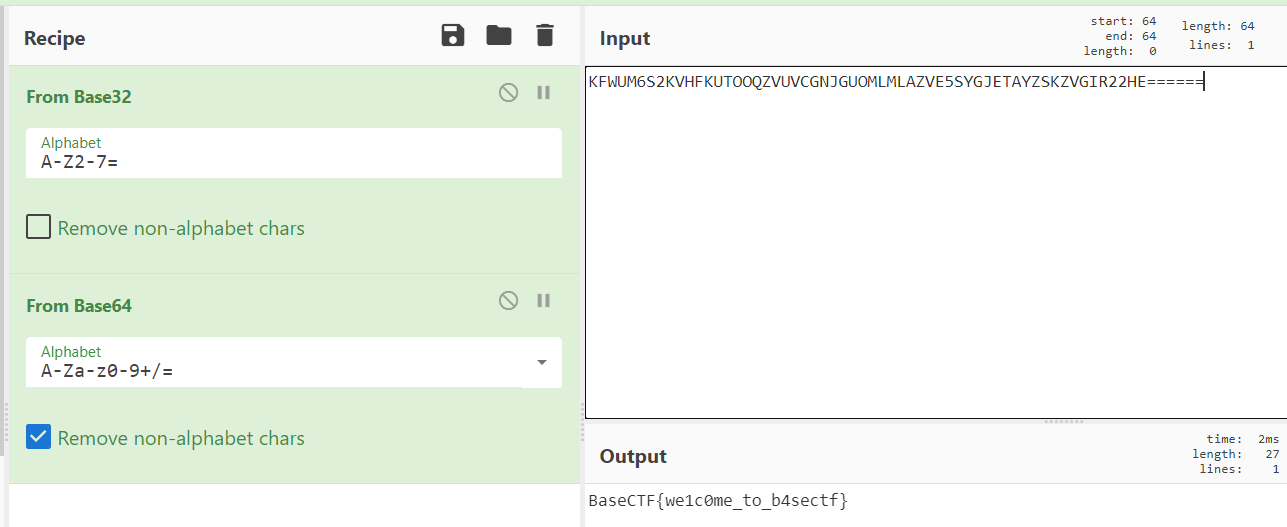 Recipe
From Base32
Alphabet
A-Z2-7=
Remove non-alphabet chars
From Base64
Alphabet
A-Za-z0-9+/=
Remove non-alphabet chars
Input
start: 64
end: 64
length: 0
length: 64
lines: 1
KFWUM6S2KVHFKUTOOQZVUVCGNJGUOMLMLAZVE5SYGJETAYZSKZVGIR22HE======
Output
time: 2ms
length: 27
lines: 1
BaseCTF{we1c0me_to_b4sectf}